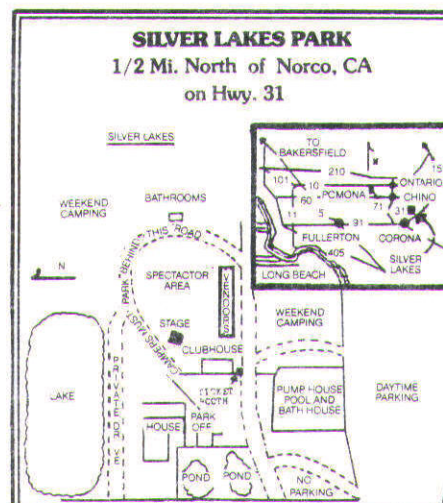 SILVER LAKES PARK
1/2 Mi. North of Norco, CA
on Hwy. 31
SILVER LAKES
TO
BAKERSFIELD
210
15
101
10
ONTARIO
POMONA
CHINO
60
71
31
11
5
91
FULLERTON
CORONA
405
SILVER
LAKES
LONG BEACH
WEEKEND
CAMPING
BATHROOMS
CAMPERS MUST PARK BEHIND THIS ROAD
N
SPECTACTOR
AREA
VENDORS
STAGE
WEEKEND
CAMPING
CLUBHOUSE
TICKET
BOOTH
LAKE
PRIVATE DRIVE
PUMP HOUSE
POOL AND
BATH HOUSE
DAYTIME
PARKING
HOUSE
PARK
OFF.
POND
POND
NO
PARKING